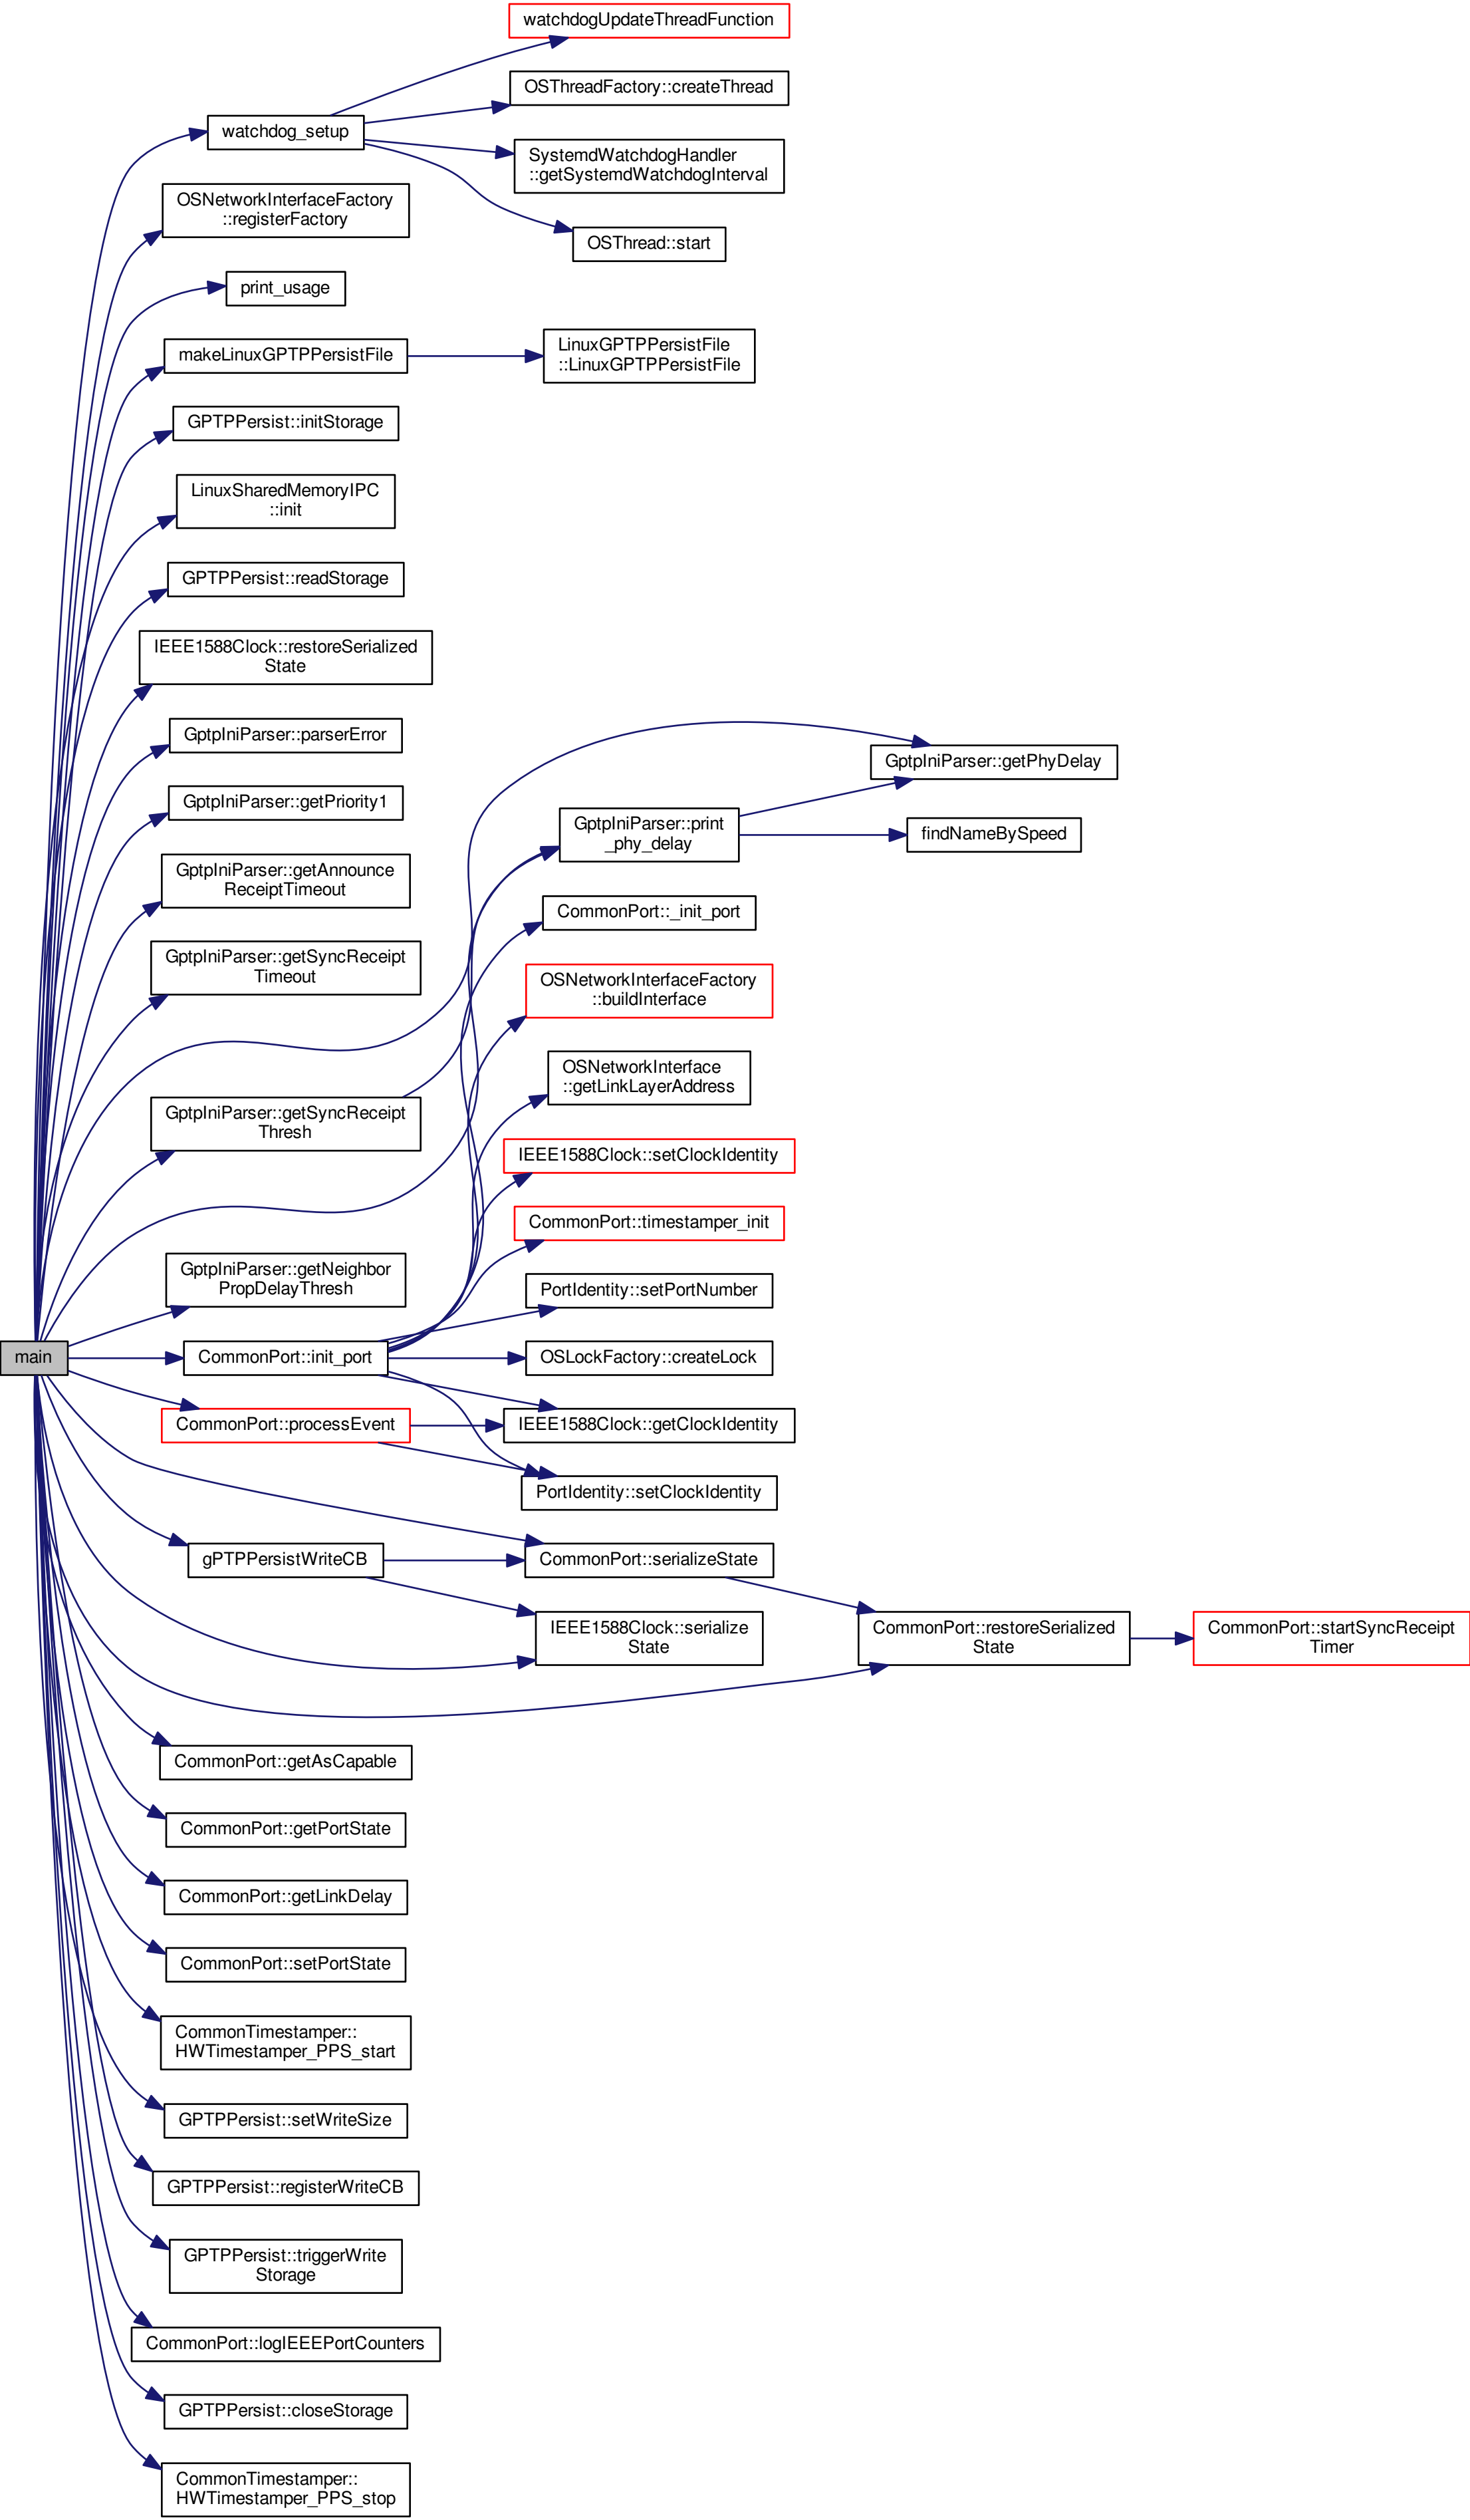 watchdogUpdateThreadFunction
OSThreadFactory::createThread
watchdog_setup
SystemdWatchdogHandler
::getSystemdWatchdogInterval
OSNetworkInterfaceFactory
::registerFactory
OSThread::start
print_usage
makeLinuxGPTPPersistFile
LinuxGPTPPersistFile
::LinuxGPTPPersistFile
GPTPPersist::initStorage
LinuxSharedMemoryIPC
::init
GPTPPersist::readStorage
IEEE1588Clock::restoreSerialized
State
GptpIniParser::parserError
GptpIniParser::getPhyDelay
GptpIniParser::getPriority1
GptpIniParser::print
_phy_delay
findNameBySpeed
GptpIniParser::getAnnounce
ReceiptTimeout
CommonPort::_init_port
GptpIniParser::getSyncReceipt
Timeout
OSNetworkInterfaceFactory
::buildInterface
OSNetworkInterface
::getLinkLayerAddress
GptpIniParser::getSyncReceipt
Thresh
IEEE1588Clock::setClockIdentity
CommonPort::timestamper_init
GptpIniParser::getNeighbor
PropDelayThresh
PortIdentity::setPortNumber
main
CommonPort::init_port
OSLockFactory::createLock
CommonPort::processEvent
IEEE1588Clock::getClockIdentity
PortIdentity::setClockIdentity
gPTPPersistWriteCB
CommonPort::serializeState
IEEE1588Clock::serialize
State
CommonPort::restoreSerialized
State
CommonPort::startSyncReceipt
Timer
CommonPort::getAsCapable
CommonPort::getPortState
CommonPort::getLinkDelay
CommonPort::setPortState
CommonTimestamper::
HWTimestamper_PPS_start
GPTPPersist::setWriteSize
GPTPPersist::registerWriteCB
GPTPPersist::triggerWrite
Storage
CommonPort::logIEEEPortCounters
GPTPPersist::closeStorage
CommonTimestamper::
HWTimestamper_PPS_stop